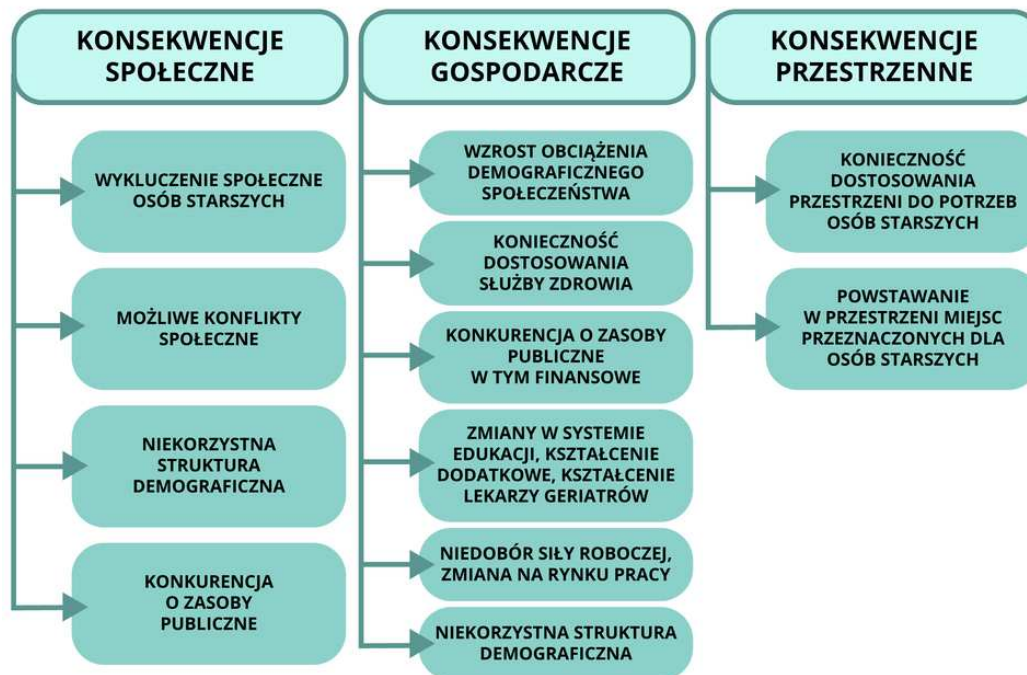 KONSEKWENCJE
SPOŁECZNE
WYKLUCZENIE SPOŁECZNE
OSÓB STARSZYCH
MOŻLIWE KONFLIKTY
SPOŁECZNE
NIEKORZYSTNA
STRUKTURA
DEMOGRAFICZNA
KONKURENCJA
O ZASOBY
PUBLICZNE
KONSEKWENCJE
GOSPODARCZE
WZROST OBCIĄŻENIA
DEMOGRAFICZNEGO
SPOŁECZEŃSTWA
KONIECZNOŚĆ
DOSTOSOWANIA
SŁUŻBY ZDROWIA
KONKURENCJA O ZASOBY
PUBLICZNE
W TYM FINANSOWE
ZMIANY W SYSTEMIE
EDUKACJI, KSZTAŁCENIE
DODATKOWE, KSZTAŁCENIE
LEKARZY GERIATRÓW
NIEDOBÓR SIŁY ROBOCZEJ,
ZMIANA NA RYNKU PRACY
NIEKORZYSTNA STRUKTURA
DEMOGRAFICZNA
KONSEKWENCJE
PRZESTRZENNE
KONIECZNOŚĆ
DOSTOSOWANIA
PRZESTRZENI DO POTRZEB
OSÓB STARSZYCH
POWSTAWANIE
W PRZESTRZENI MIEJSC
PRZEZNACZONYCH DLA
OSÓB STARSZYCH